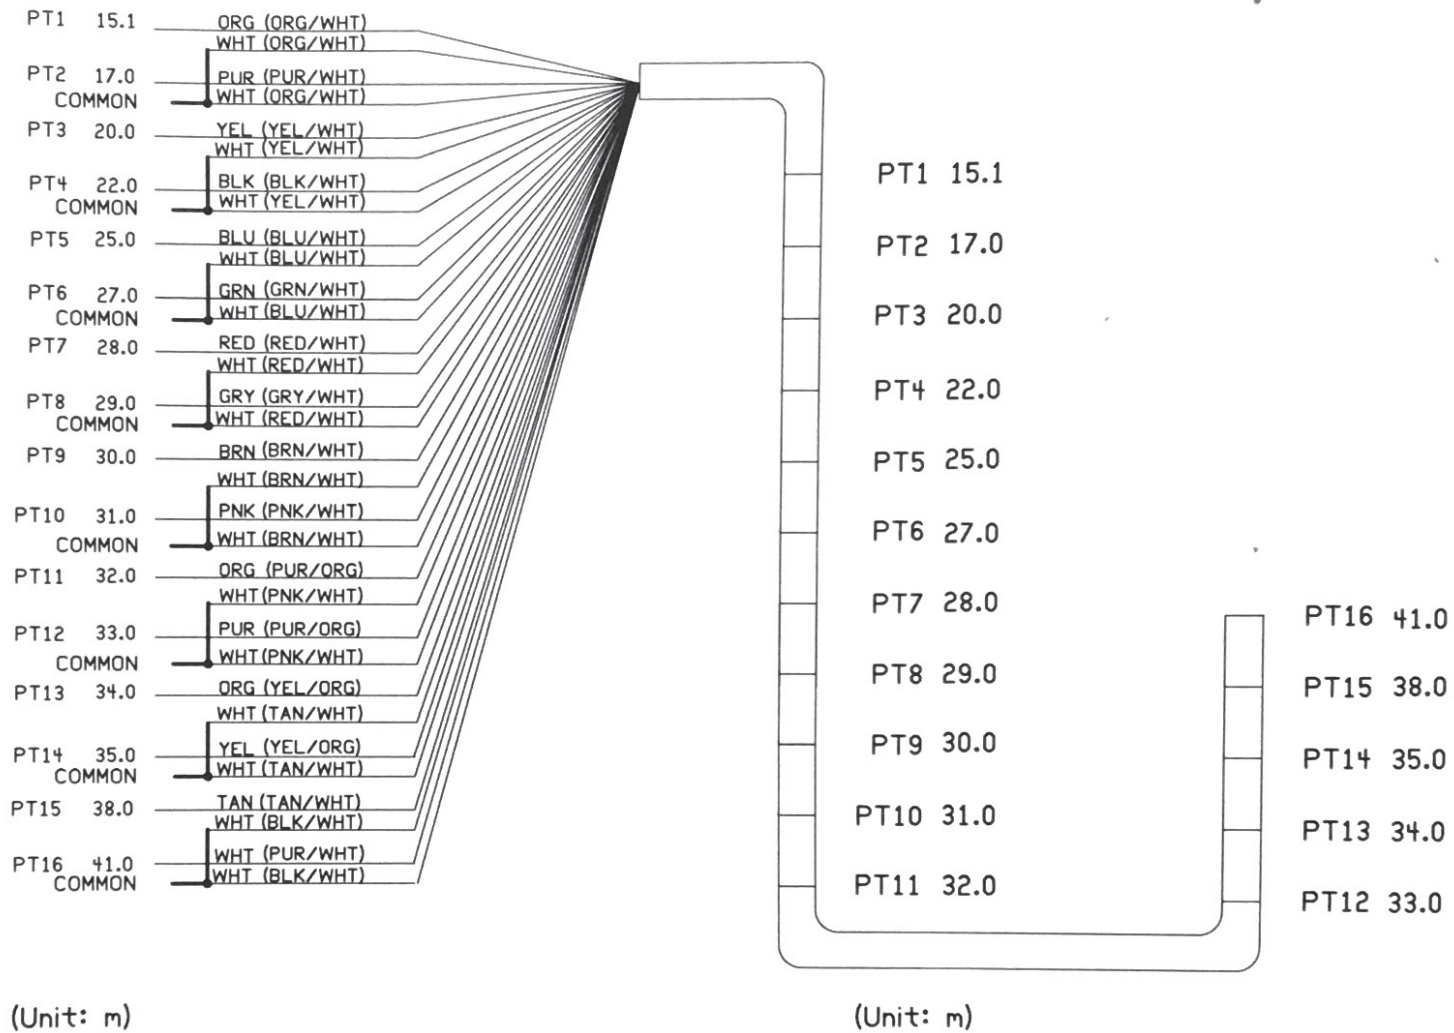 PT1 15.1 ORG (ORG/WHT)
WHT (ORG/WHT)
PT2 17.0 PUR (PUR/WHT)
COMMON WHT (ORG/WHT)
PT3 20.0 YEL (YEL/WHT)
WHT (YEL/WHT)
PT4 22.0 BLK (BLK/WHT)
COMMON WHT (YEL/WHT)
PT5 25.0 BLU (BLU/WHT)
WHT (BLU/WHT)
PT6 27.0 GRN (GRN/WHT)
COMMON WHT (BLU/WHT)
PT7 28.0 RED (RED/WHT)
WHT (RED/WHT)
PT8 29.0 GRY (GRY/WHT)
COMMON WHT (RED/WHT)
PT9 30.0 BRN (BRN/WHT)
WHT (BRN/WHT)
PT10 31.0 PNK (PNK/WHT)
COMMON WHT (BRN/WHT)
PT11 32.0 ORG (PUR/ORG)
WHT (PNK/WHT)
PT12 33.0 PUR (PUR/ORG)
COMMON WHT (PNK/WHT)
PT13 34.0 ORG (YEL/ORG)
WHT (TAN/WHT)
PT14 35.0 YEL (YEL/ORG)
COMMON WHT (TAN/WHT)
PT15 38.0 TAN (TAN/WHT)
WHT (BLK/WHT)
PT16 41.0 WHT (PUR/WHT)
COMMON WHT (BLK/WHT)
(Unit: m)
PT1 15.1
PT2 17.0
PT3 20.0
PT4 22.0
PT5 25.0
PT6 27.0
PT7 28.0
PT8 29.0
PT9 30.0
PT10 31.0
PT11 32.0
PT16 41.0
PT15 38.0
PT14 35.0
PT13 34.0
PT12 33.0
(Unit: m)